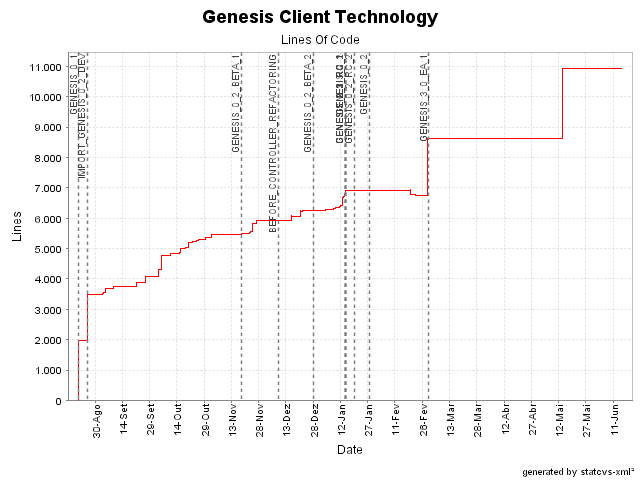 Genesis Client Technology
Lines Of Code
Lines
11.000
10.000
9.000
8.000
7.000
6.000
5.000
4.000
3.000
2.000
1.000
0
GENESIS_0_1
IMPORT_GENESIS_0_2_DEV
GENESIS_0_2_BETA_1
BEFORE_CONTROLLER_REFACTORING
GENESIS_0_2_BETA_2
GENESIS_0_2_RC_2
GENESIS_0_2
GENESIS_3_0_EA_1
30-Ago
14-Set
29-Set
14-Out
29-Out
13-Nov
28-Nov
13-Dez
28-Dez
12-Jan
27-Jan
11-Fev
26-Fev
13-Mar
28-Mar
12-Abr
27-Abr
12-Mai
27-Mai
11-Jun
Date
generated by statcvs-xml²